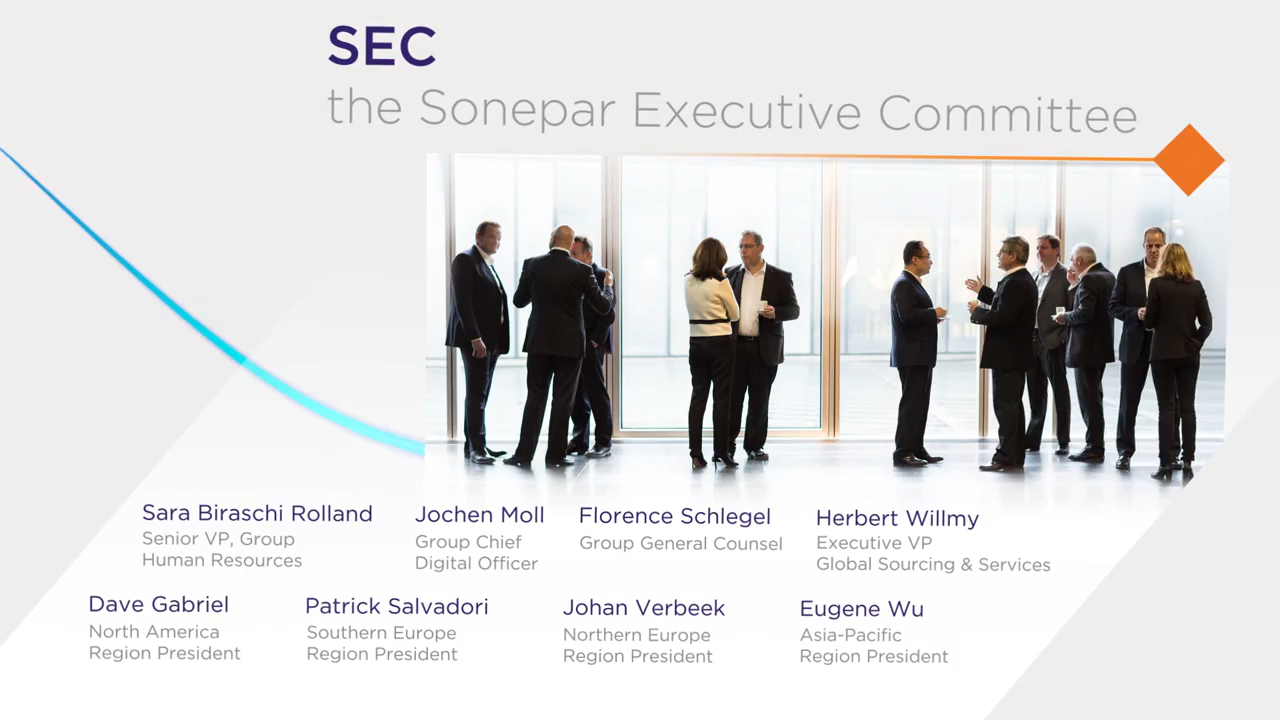 SEC
the Sonepar Executive Committee
Sara Biraschi Rolland
Senior VP, Group
Human Resources
Jochen Moll
Group Chief
Digital Officer
Florence Schlegel
Group General Counsel
Herbert Willmy
Executive VP
Global Sourcing & Services
Dave Gabriel
North America
Region President
Patrick Salvadori
Southern Europe
Region President
Johan Verbeek
Northern Europe
Region President
Eugene Wu
Asia-Pacific
Region President